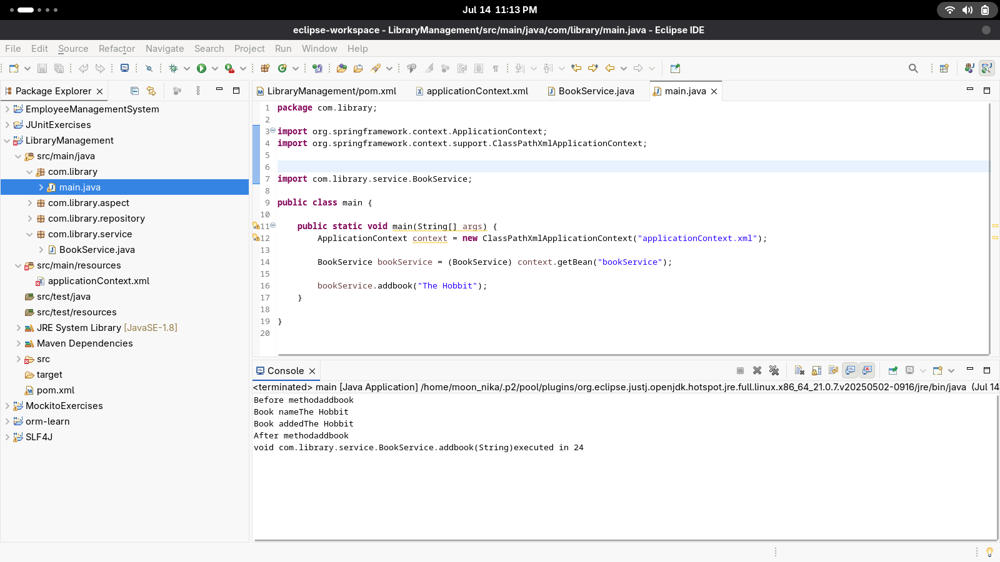 Jul 14 11:13 PM
eclipse-workspace - LibraryManagement/src/main/java/com/library/main.java - Eclipse IDE
File Edit Source Refactor Navigate Search Project Run Window Help
Package Explorer
EmployeeManagementSystem
JUnitExercises
LibraryManagement
src/main/java
com.library
main.java
com.library.aspect
com.library.repository
com.library.service
BookService.java
src/main/resources
applicationContext.xml
src/test/java
src/test/resources
JRE System Library [JavaSE-1.8]
Maven Dependencies
src
target
pom.xml
MockitoExercises
orm-learn
SLF4J
LibraryManagement/pom.xml applicationContext.xml BookService.java main.java
1 package com.library;
2
3 import org.springframework.context.ApplicationContext;
4 import org.springframework.context.support.ClassPathXmlApplicationContext;
5
6
7 import com.library.service.BookService;
8
9 public class main {
10
11 public static void main(String[] args) {
12 ApplicationContext context = new ClassPathXmlApplicationContext("applicationContext.xml");
13
14 BookService bookService = (BookService) context.getBean("bookService");
15
16 bookService.addbook("The Hobbit");
17 }
18
19 }
20
Console
<terminated> main [Java Application] /home/moon_nika/.p2/pool/plugins/org.eclipse.justj.openjdk.hotspot.jre.full.linux.x86_64_21.0.7.v20250502-0916/jre/bin/java (Jul 14
Before methodaddbook
Book nameThe Hobbit
Book addedThe Hobbit
After methodaddbook
void com.library.service.BookService.addbook(String)executed in 24